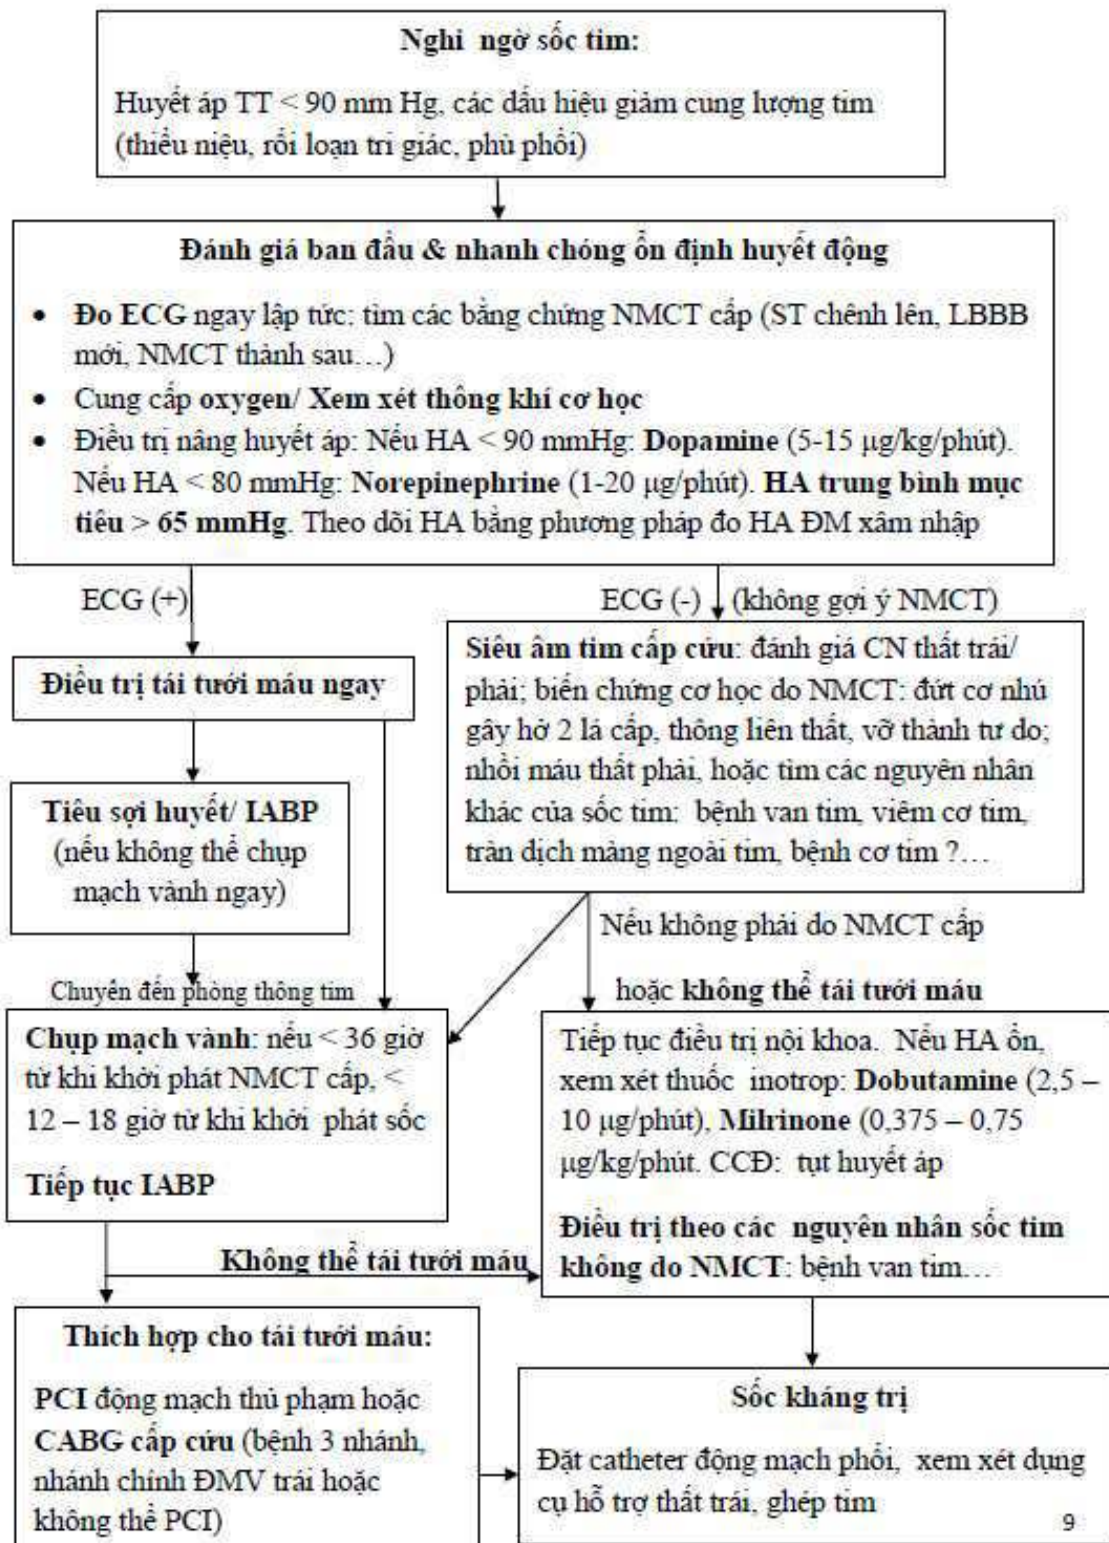 Nghi ngờ sốc tim:
Huyết áp TT < 90 mm Hg, các dấu hiệu giảm cung lượng tim
(thiểu niệu, rối loạn tri giác, phù phổi)
Đánh giá ban đầu & nhanh chóng ổn định huyết động
• Đo ECG ngay lập tức: tìm các bằng chứng NMCT cấp (ST chênh lên, LBBB
mới, NMCT thành sau…)
• Cung cấp oxygen/ Xem xét thông khí cơ học
• Điều trị nâng huyết áp: Nếu HA < 90 mmHg: Dopamine (5-15 μg/kg/phút).
Nếu HA < 80 mmHg: Norepinephrine (1-20 μg/phút). HA trung bình mục
tiêu > 65 mmHg. Theo dõi HA bằng phương pháp đo HA ĐM xâm nhập
ECG (+)
ECG (-) (không gợi ý NMCT)
Điều trị tái tưới máu ngay
Siêu âm tim cấp cứu: đánh giá CN thất trái/
phải; biến chứng cơ học do NMCT: đứt cơ nhú
gây hở 2 lá cấp, thông liên thất, vỡ thành tự do;
nhồi máu thất phải, hoặc tìm các nguyên nhân
khác của sốc tim: bệnh van tim, viêm cơ tim,
tràn dịch màng ngoài tim, bệnh cơ tim ?…
Tiêu sợi huyết/ IABP
(nếu không thể chụp
mạch vành ngay)
Nếu không phải do NMCT cấp
hoặc không thể tái tưới máu
Chuyển đến phòng thông tim
Chụp mạch vành: nếu < 36 giờ
từ khi khởi phát NMCT cấp, <
12 – 18 giờ từ khi khởi phát sốc
Tiếp tục IABP
Tiếp tục điều trị nội khoa. Nếu HA ổn,
xem xét thuốc inotrop: Dobutamine (2,5 –
10 μg/phút), Milrinone (0,375 – 0,75
μg/kg/phút. CCĐ: tụt huyết áp
Điều trị theo các nguyên nhân sốc tim
không do NMCT: bệnh van tim…
Không thể tái tưới máu
Thích hợp cho tái tưới máu:
PCI động mạch thủ phạm hoặc
CABG cấp cứu (bệnh 3 nhánh,
nhánh chính ĐMV trái hoặc
không thể PCI)
Sốc kháng trị
Đặt catheter động mạch phổi, xem xét dụng
cụ hỗ trợ thất trái, ghép tim
9